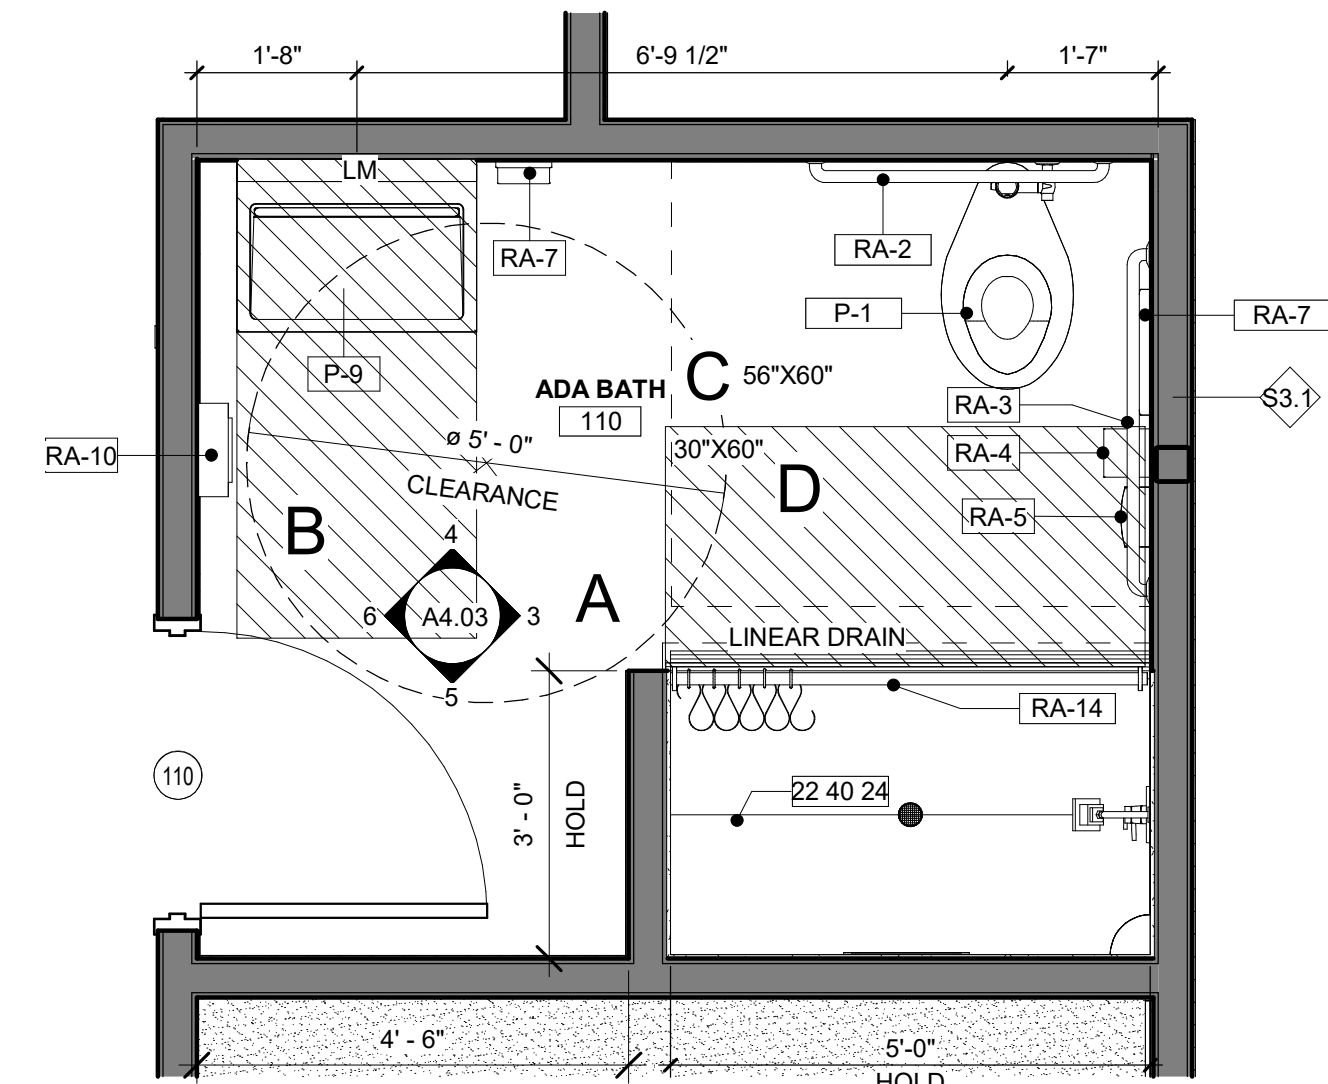 1'-8"
6'-9 1/2"
1'-7"
LM
RA-7
RA-2
P-1
RA-7
P-9
C
56"X60"
ADA BATH
110
RA-3
S3.1
RA-10
ø 5' - 0"
CLEARANCE
30"X60"
RA-4
D
RA-5
B
4
A
6
A4.03
3
5
LINEAR DRAIN
RA-14
110
3' - 0"
HOLD
22 40 24
4' - 6"
5'-0"
HOLD